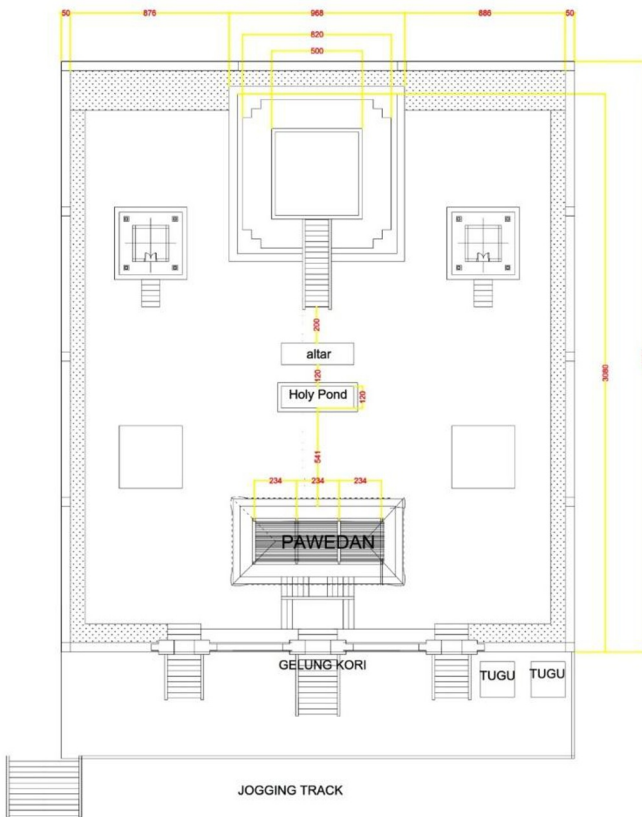 50
876
968
886
50
820
500
200
altar
120
Holy Pond
120
3080
541
234
234
234
PAWEDAN
GELUNG KORI
TUGU
TUGU
JOGGING TRACK